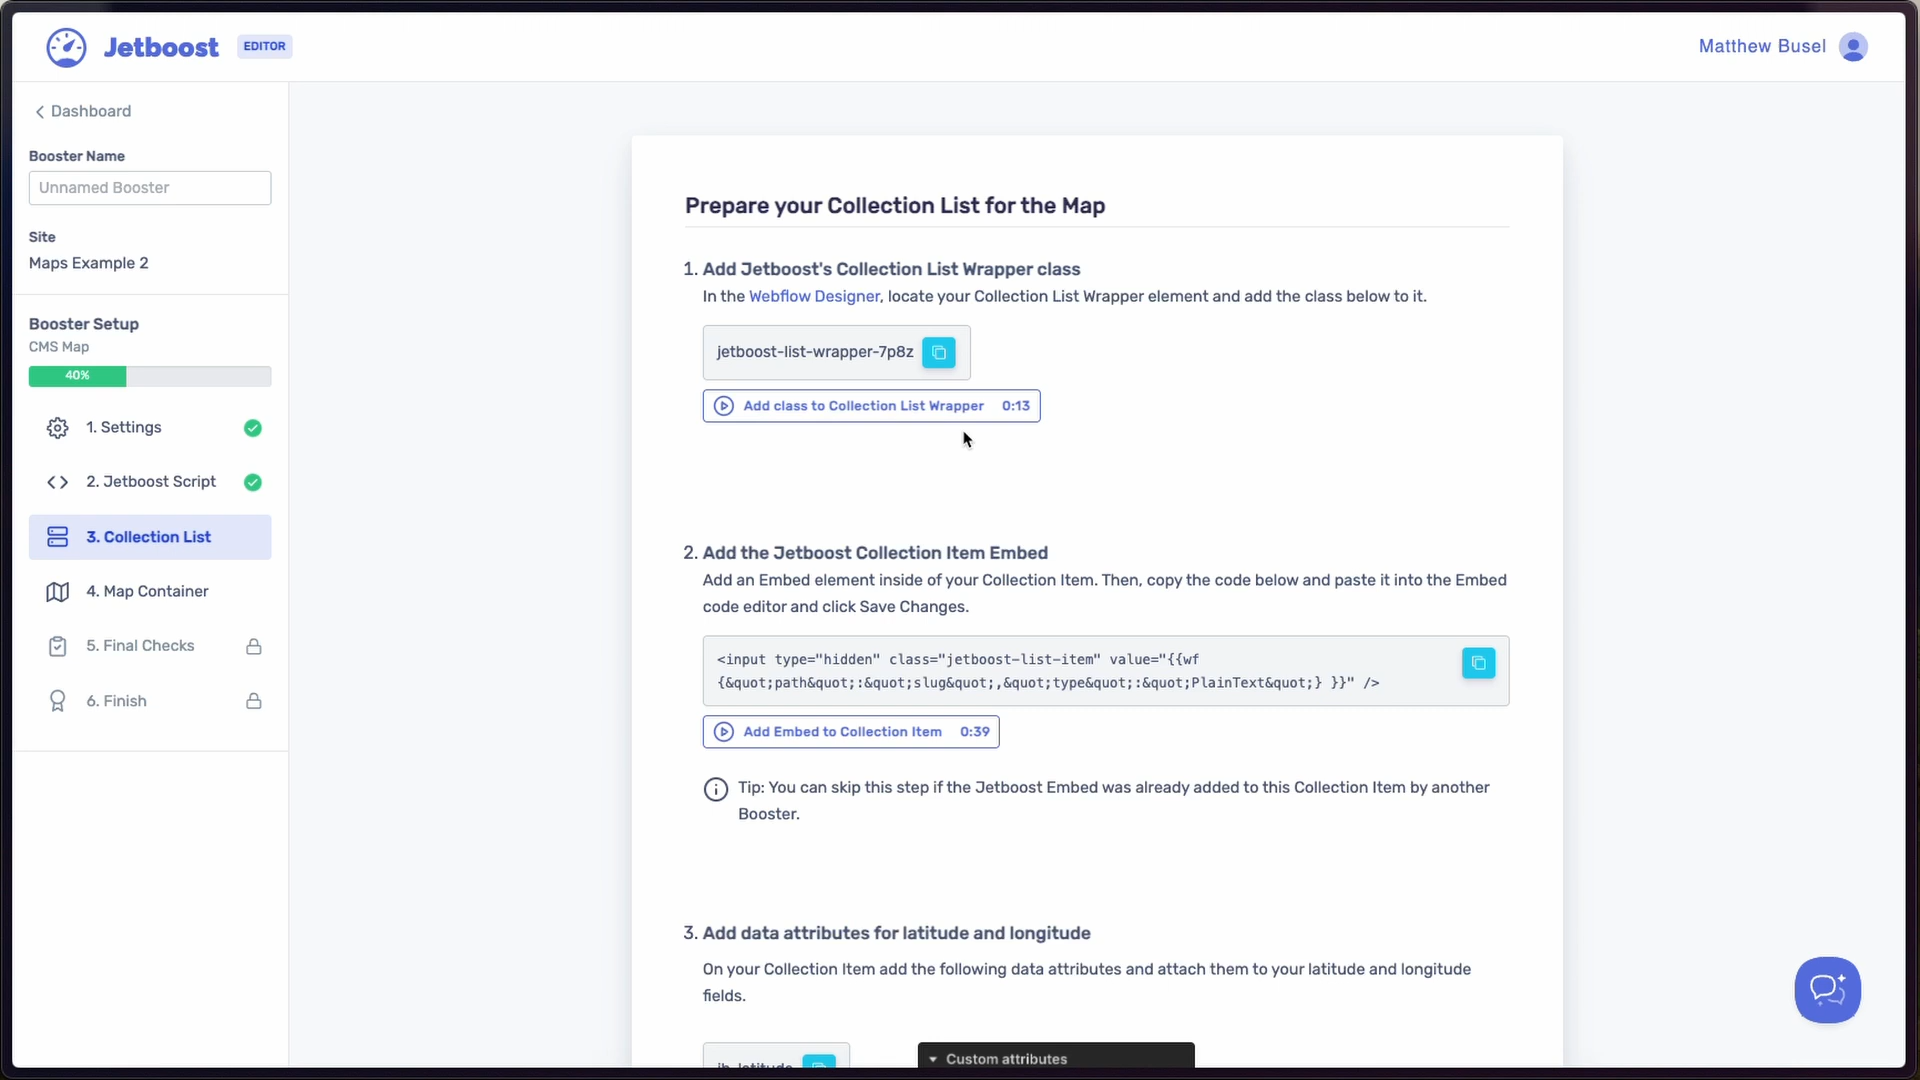 Jetboost
EDITOR
Matthew Busel
Dashboard
Booster Name
Unnamed Booster
Site
Maps Example 2
Booster Setup
CMS Map
40%
1. Settings
2. Jetboost Script
3. Collection List
4. Map Container
5. Final Checks
6. Finish
Prepare your Collection List for the Map
1. Add Jetboost's Collection List Wrapper class
In the Webflow Designer, locate your Collection List Wrapper element and add the class below to it.
jetboost-list-wrapper-7p8z
Add class to Collection List Wrapper 0:13
2. Add the Jetboost Collection Item Embed
Add an Embed element inside of your Collection Item. Then, copy the code below and paste it into the Embed
code editor and click Save Changes.
<input type="hidden" class="jetboost-list-item" value="{{wf
{&quot;path&quot;:&quot;slug&quot;,&quot;type&quot;:&quot;PlainText&quot;} }}" />
Add Embed to Collection Item 0:39
Tip: You can skip this step if the Jetboost Embed was already added to this Collection Item by another
Booster.
3. Add data attributes for latitude and longitude
On your Collection Item add the following data attributes and attach them to your latitude and longitude
fields.
jb-latitude
Custom attributes